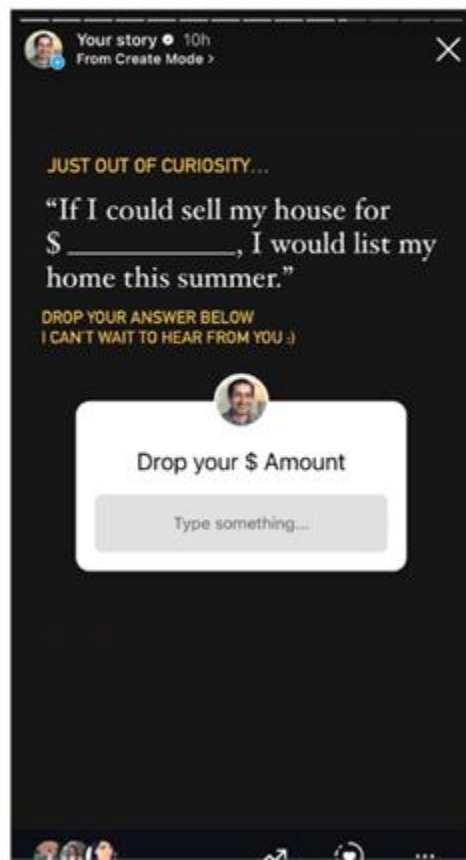 Your story 10h
From Create Mode >
JUST OUT OF CURIOSITY...
“If I could sell my house for
$ ____________, I would list my
home this summer.”
DROP YOUR ANSWER BELOW
I CAN'T WAIT TO HEAR FROM YOU :)
Drop your $ Amount
Type something...